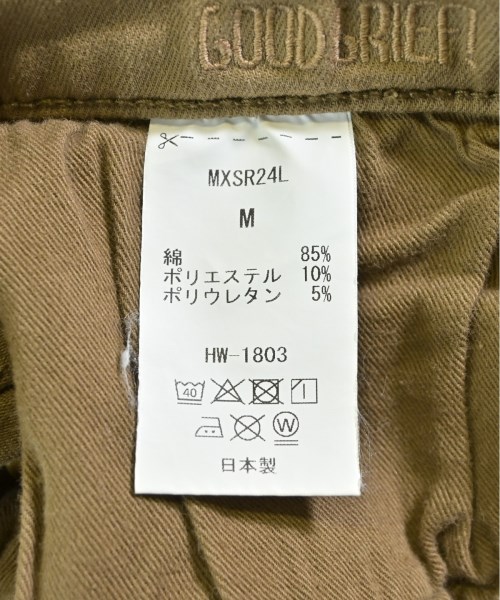 GOOD GRIEF!
MXSR24L
M
綿 85%
ポリエステル 10%
ポリウレタン 5%
HW-1803
40
W
日本製